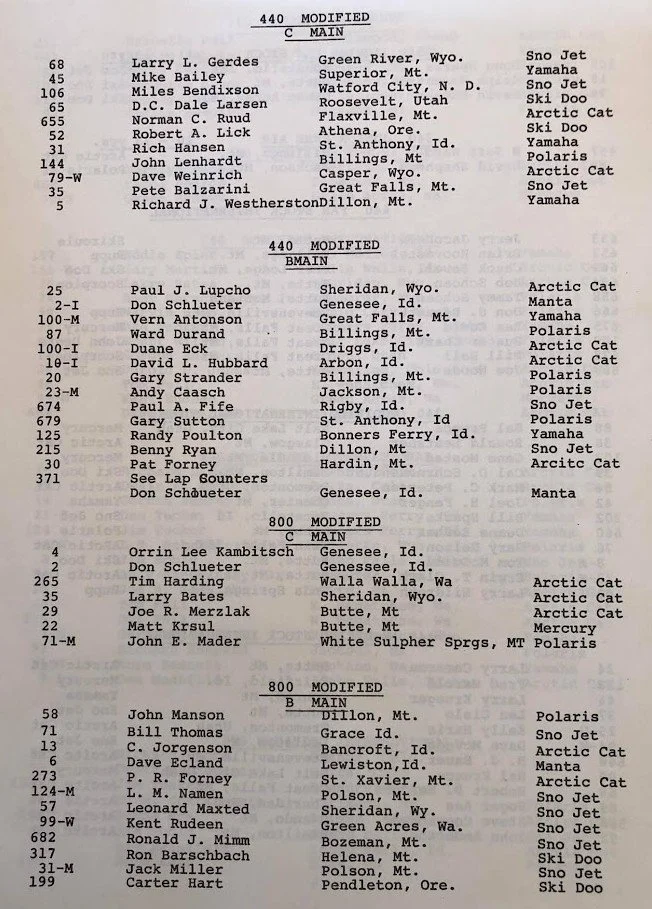 440 MODIFIED
C MAIN
68 Larry L. Gerdes Green River, Wyo. Sno Jet
45 Mike Bailey Superior, Mt. Yamaha
106 Miles Bendixson Watford City, N. D. Sno Jet
65 D.C. Dale Larsen Roosevelt, Utah Ski Doo
655 Norman C. Ruud Flaxville, Mt. Arctic Cat
52 Robert A. Lick Athena, Ore. Ski Doo
31 Rich Hansen St. Anthony, Id. Yamaha
144 John Lenhardt Billings, Mt Polaris
79-W Dave Weinrich Casper, Wyo. Arctic Cat
35 Pete Balzarini Great Falls, Mt. Sno Jet
5 Richard J. WestherstonDillon, Mt. Yamaha
440 MODIFIED
BMAIN
25 Paul J. Lupcho Sheridan, Wyo. Arctic Cat
2-I Don Schlueter Genesee, Id. Manta
100-M Vern Antonson Great Falls, Mt. Yamaha
87 Ward Durand Billings, Mt. Polaris
100-I Duane Eck Driggs, Id. Arctic Cat
10-I David L. Hubbard Arbon, Id. Arctic Cat
20 Gary Strander Billings, Mt. Polaris
23-M Andy Caasch Jackson, Mt. Polaris
674 Paul A. Fife Rigby, Id. Sno Jet
679 Gary Sutton St. Anthony, Id Polaris
125 Randy Poulton Bonners Ferry, Id. Yamaha
215 Benny Ryan Dillon, Mt Sno Jet
30 Pat Forney Hardin, Mt. Arcitc Cat
371 See Lap Counters
Don Schlueter Genesee, Id. Manta
800 MODIFIED
C MAIN
4 Orrin Lee Kambitsch Genesee, Id.
2 Don Schlueter Genessee, Id.
265 Tim Harding Walla Walla, Wa Arctic Cat
35 Larry Bates Sheridan, Wyo. Arctic Cat
29 Joe R. Merzlak Butte, Mt Arctic Cat
22 Matt Krsul Butte, Mt Mercury
71-M John E. Mader White Sulpher Sprgs, MT Polaris
800 MODIFIED
B MAIN
58 John Manson Dillon, Mt. Polaris
71 Bill Thomas Grace Id. Sno Jet
13 C. Jorgenson Bancroft, Id. Arctic Cat
6 Dave Ecland Lewiston,Id. Manta
273 P. R. Forney St. Xavier, Mt. Arctic Cat
124-M L. M. Namen Polson, Mt. Sno Jet
57 Leonard Maxted Sheridan, Wy. Sno Jet
99-W Kent Rudeen Green Acres, Wa. Sno Jet
682 Ronald J. Mimm Bozeman, Mt. Sno Jet
317 Ron Barschbach Helena, Mt. Ski Doo
31-M Jack Miller Polson, Mt. Sno Jet
199 Carter Hart Pendleton, Ore. Ski Doo